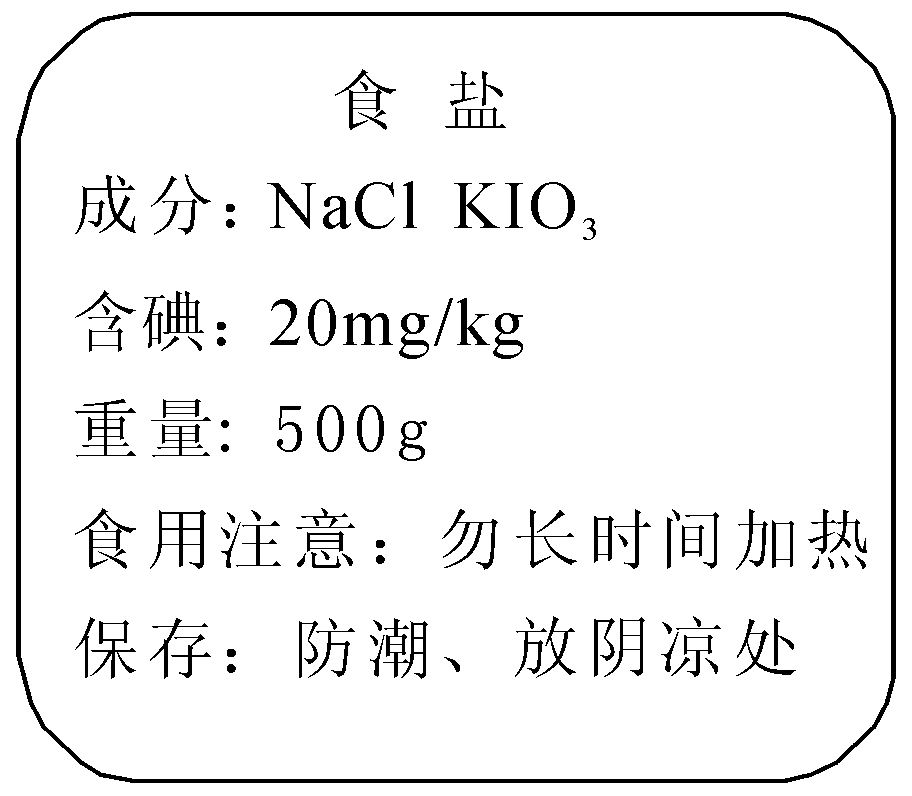 食 盐
成分：NaCl KIO₃
含碘：20mg/kg
重量：500g
食用注意：勿长时间加热
保存：防潮、放阴凉处